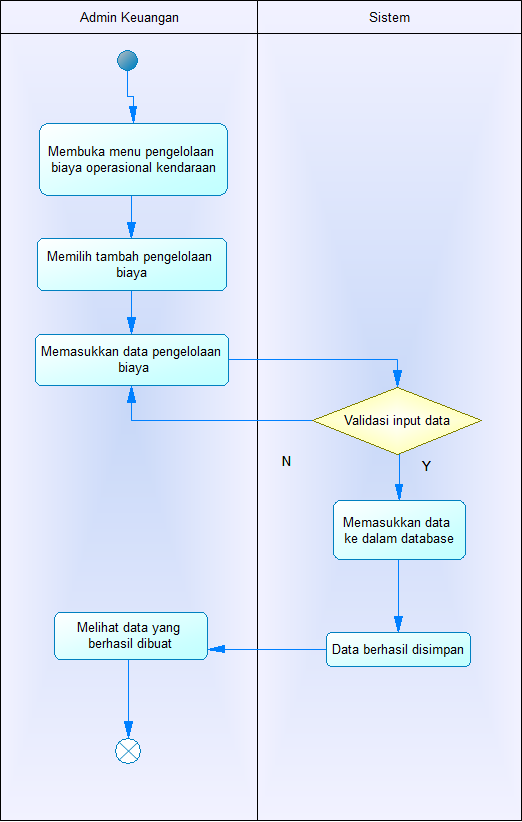 Admin Keuangan
Sistem
Membuka menu pengelolaan
biaya operasional kendaraan
Memilih tambah pengelolaan
biaya
Memasukkan data pengelolaan
biaya
Validasi input data
N
Y
Memasukkan data
ke dalam database
Data berhasil disimpan
Melihat data yang
berhasil dibuat